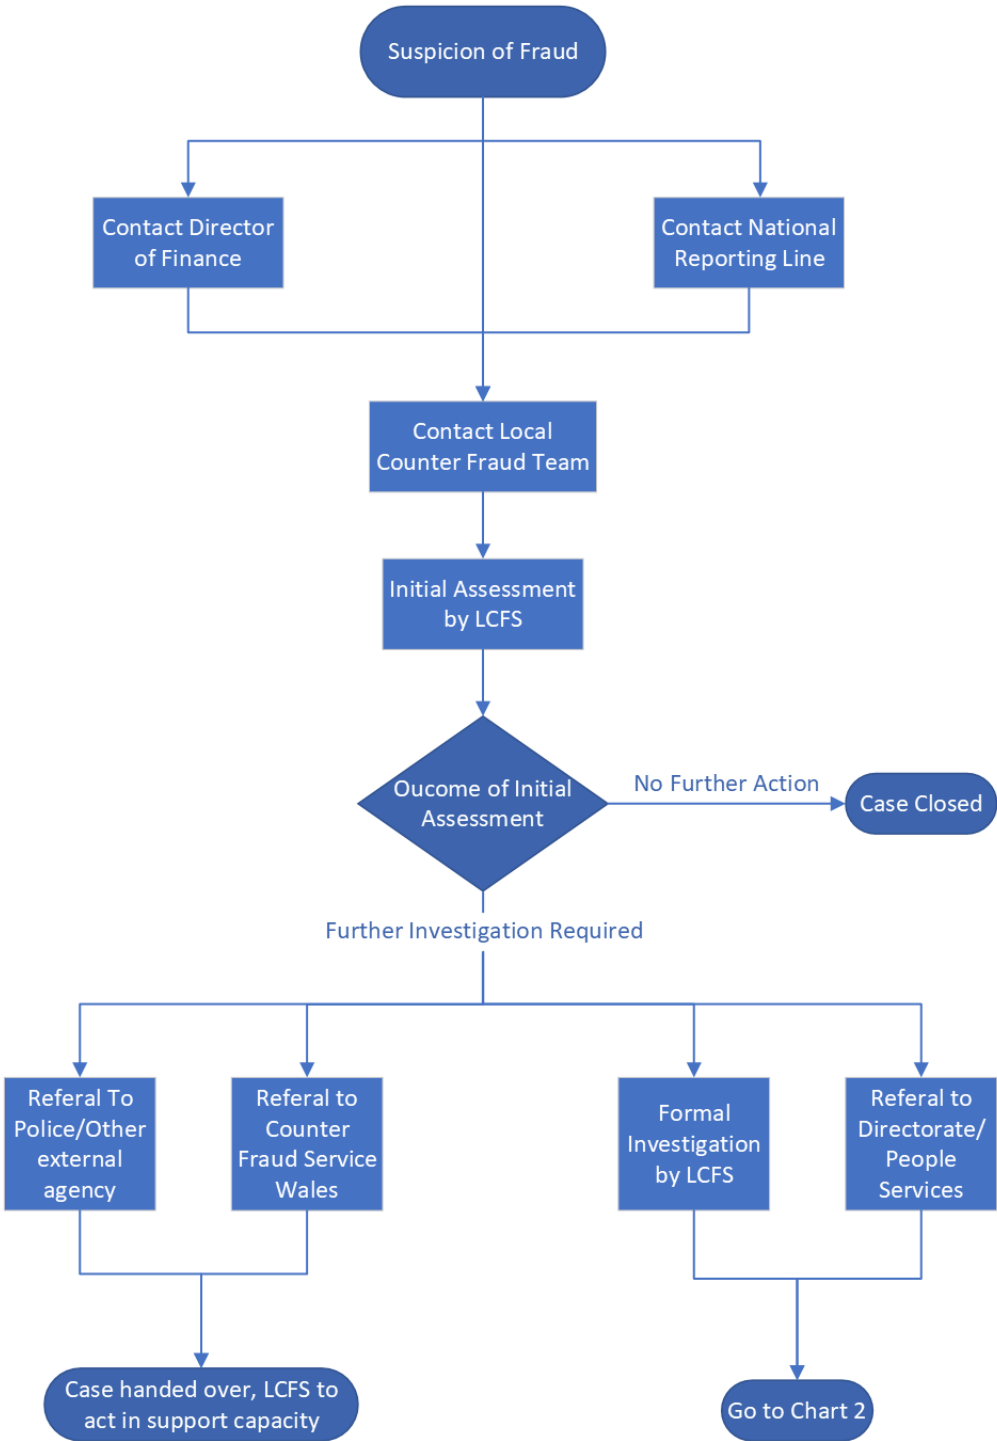 Suspicion of Fraud
Contact Director
of Finance
Contact National
Reporting Line
Contact Local
Counter Fraud Team
Initial Assessment
by LCFS
Oucome of Initial
Assessment
No Further Action
Case Closed
Further Investigation Required
Referal To
Police/Other
external
agency
Referal to
Counter
Fraud Service
Wales
Formal
Investigation
by LCFS
Referal to
Directorate/
People
Services
Case handed over, LCFS to
act in support capacity
Go to Chart 2